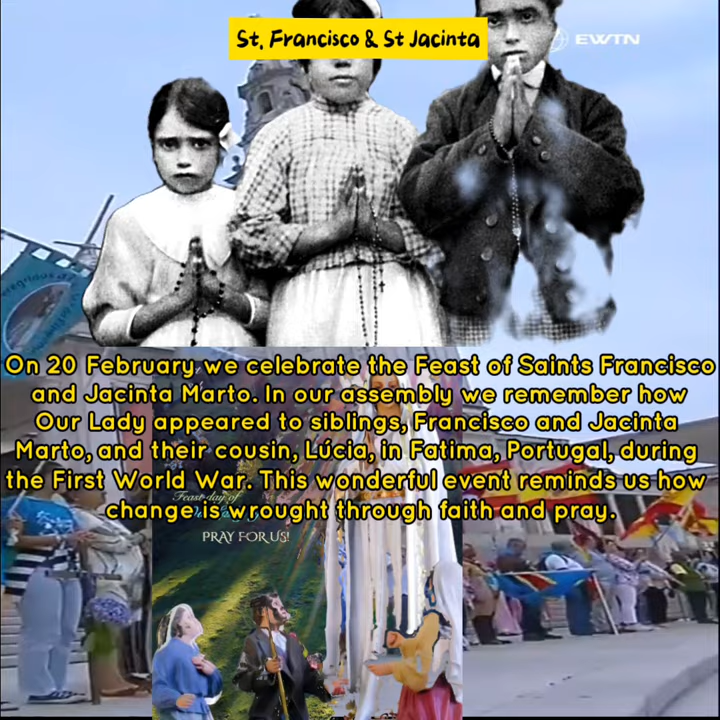 St. Francisco & St Jacinta
EWTN
On 20 February we celebrate the Feast of Saints Francisco
and Jacinta Marto. In our assembly we remember how
Our Lady appeared to siblings, Francisco and Jacinta
Marto, and their cousin, Lúcia, in Fatima, Portugal, during
the First World War. This wonderful event reminds us how
change is wrought through faith and pray.
Feast day of
PRAY FOR US!